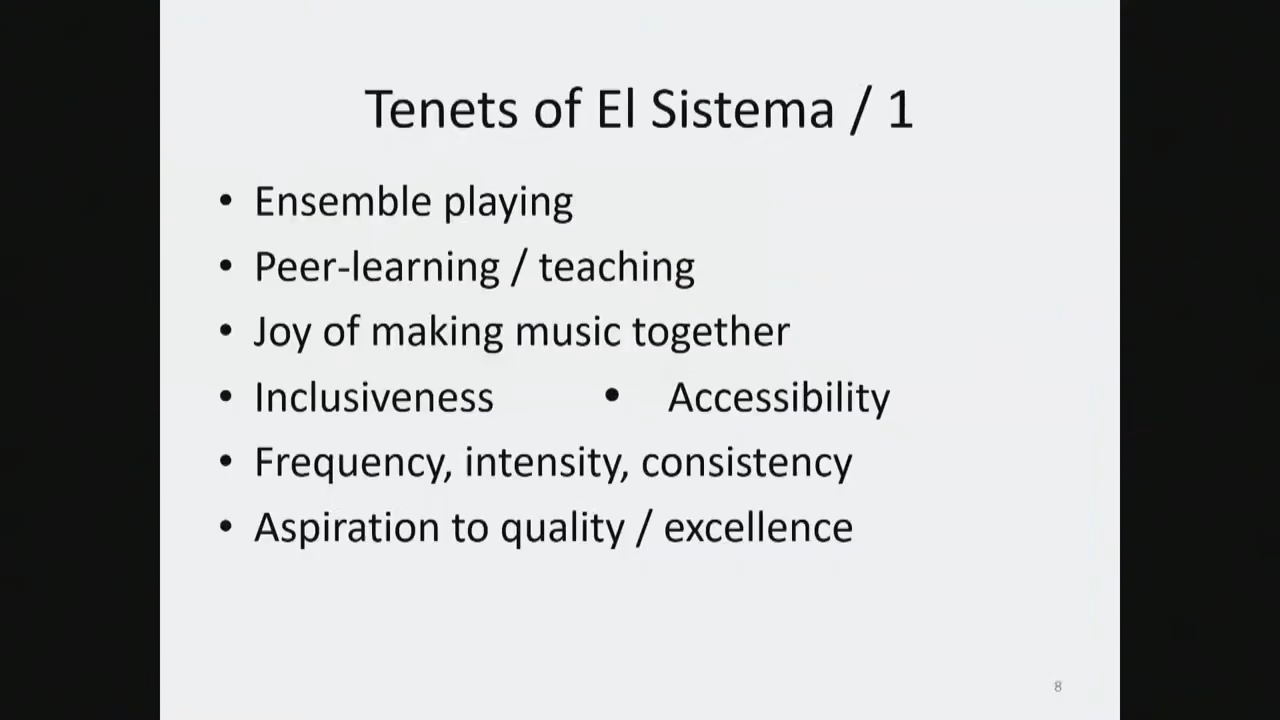 Tenets of El Sistema / 1
• Ensemble playing
• Peer-learning / teaching
• Joy of making music together
• Inclusiveness • Accessibility
• Frequency, intensity, consistency
• Aspiration to quality / excellence
8